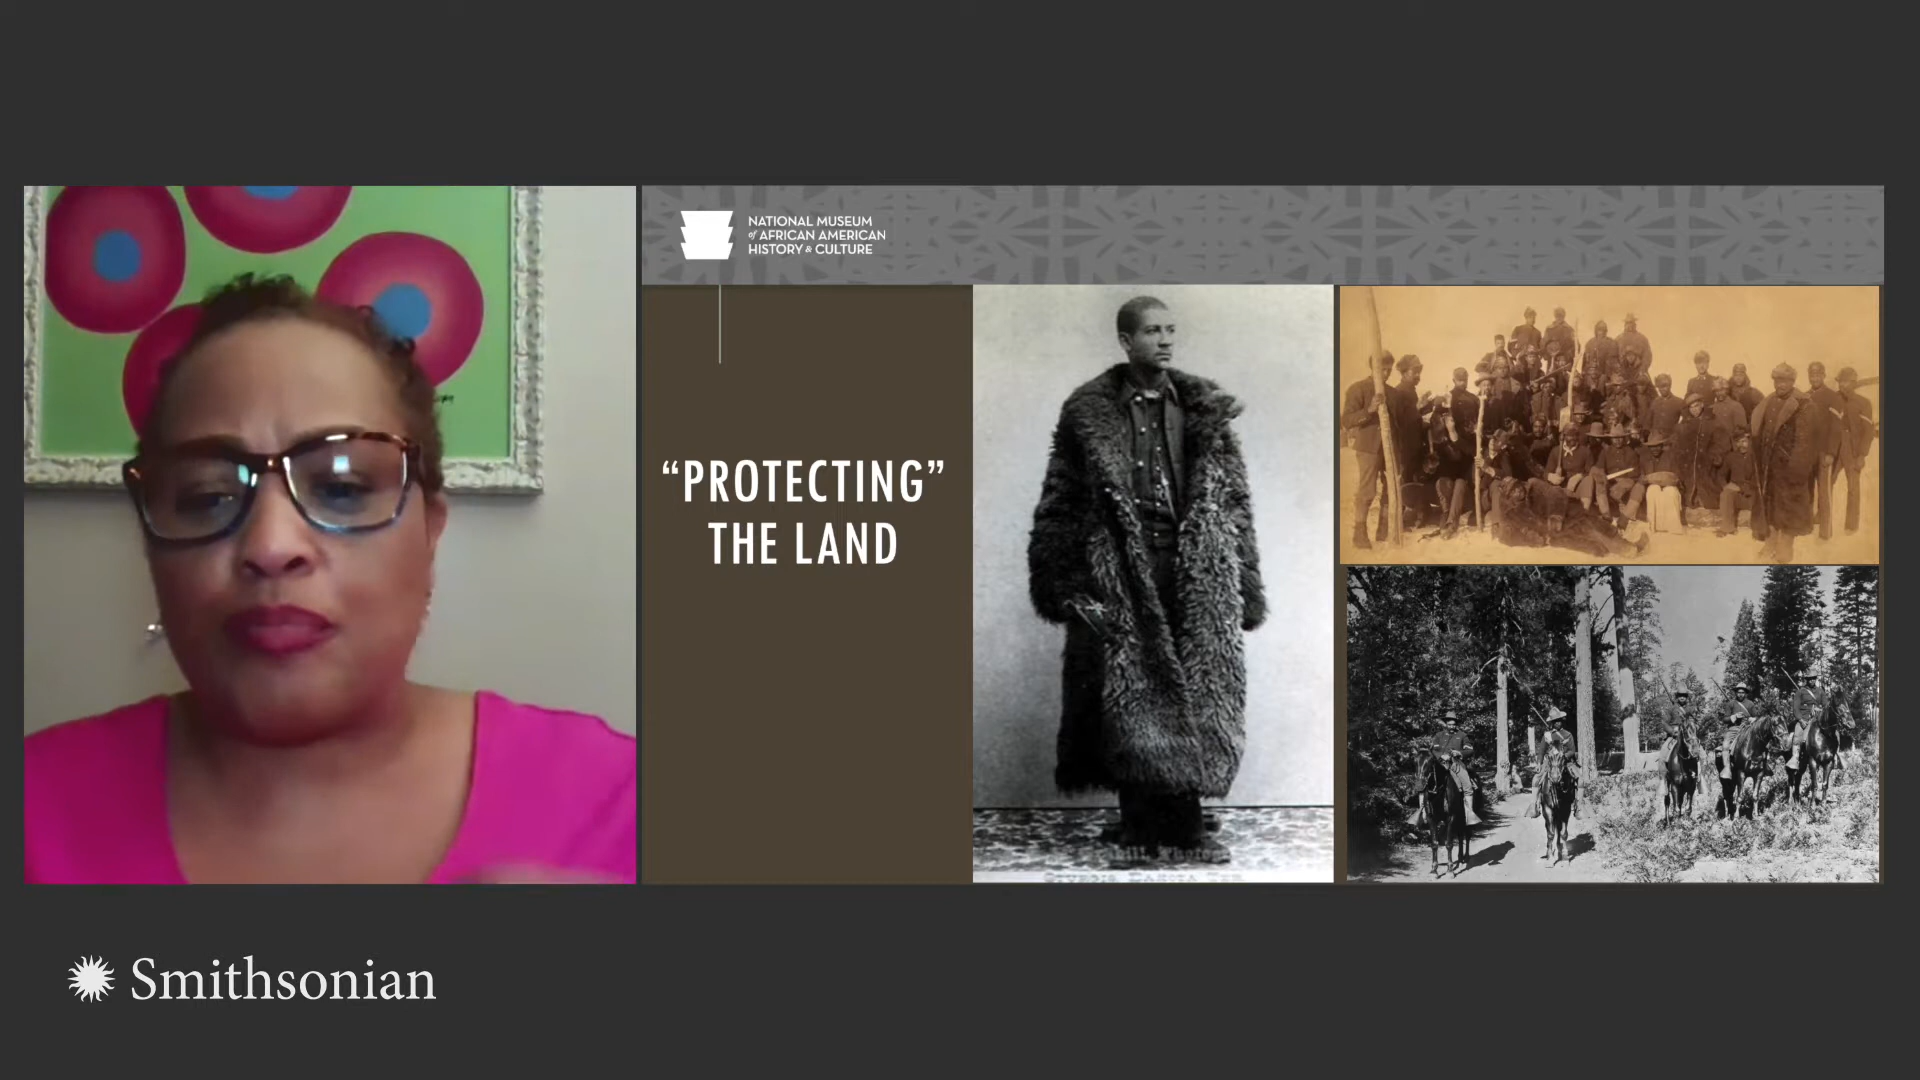 NATIONAL MUSEUM
of AFRICAN AMERICAN
HISTORY & CULTURE
“PROTECTING”
THE LAND
Smithsonian